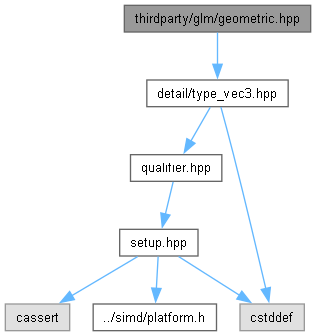 thirdparty/glm/geometric.hpp
detail/type_vec3.hpp
qualifier.hpp
setup.hpp
cassert
../simd/platform.h
cstddef